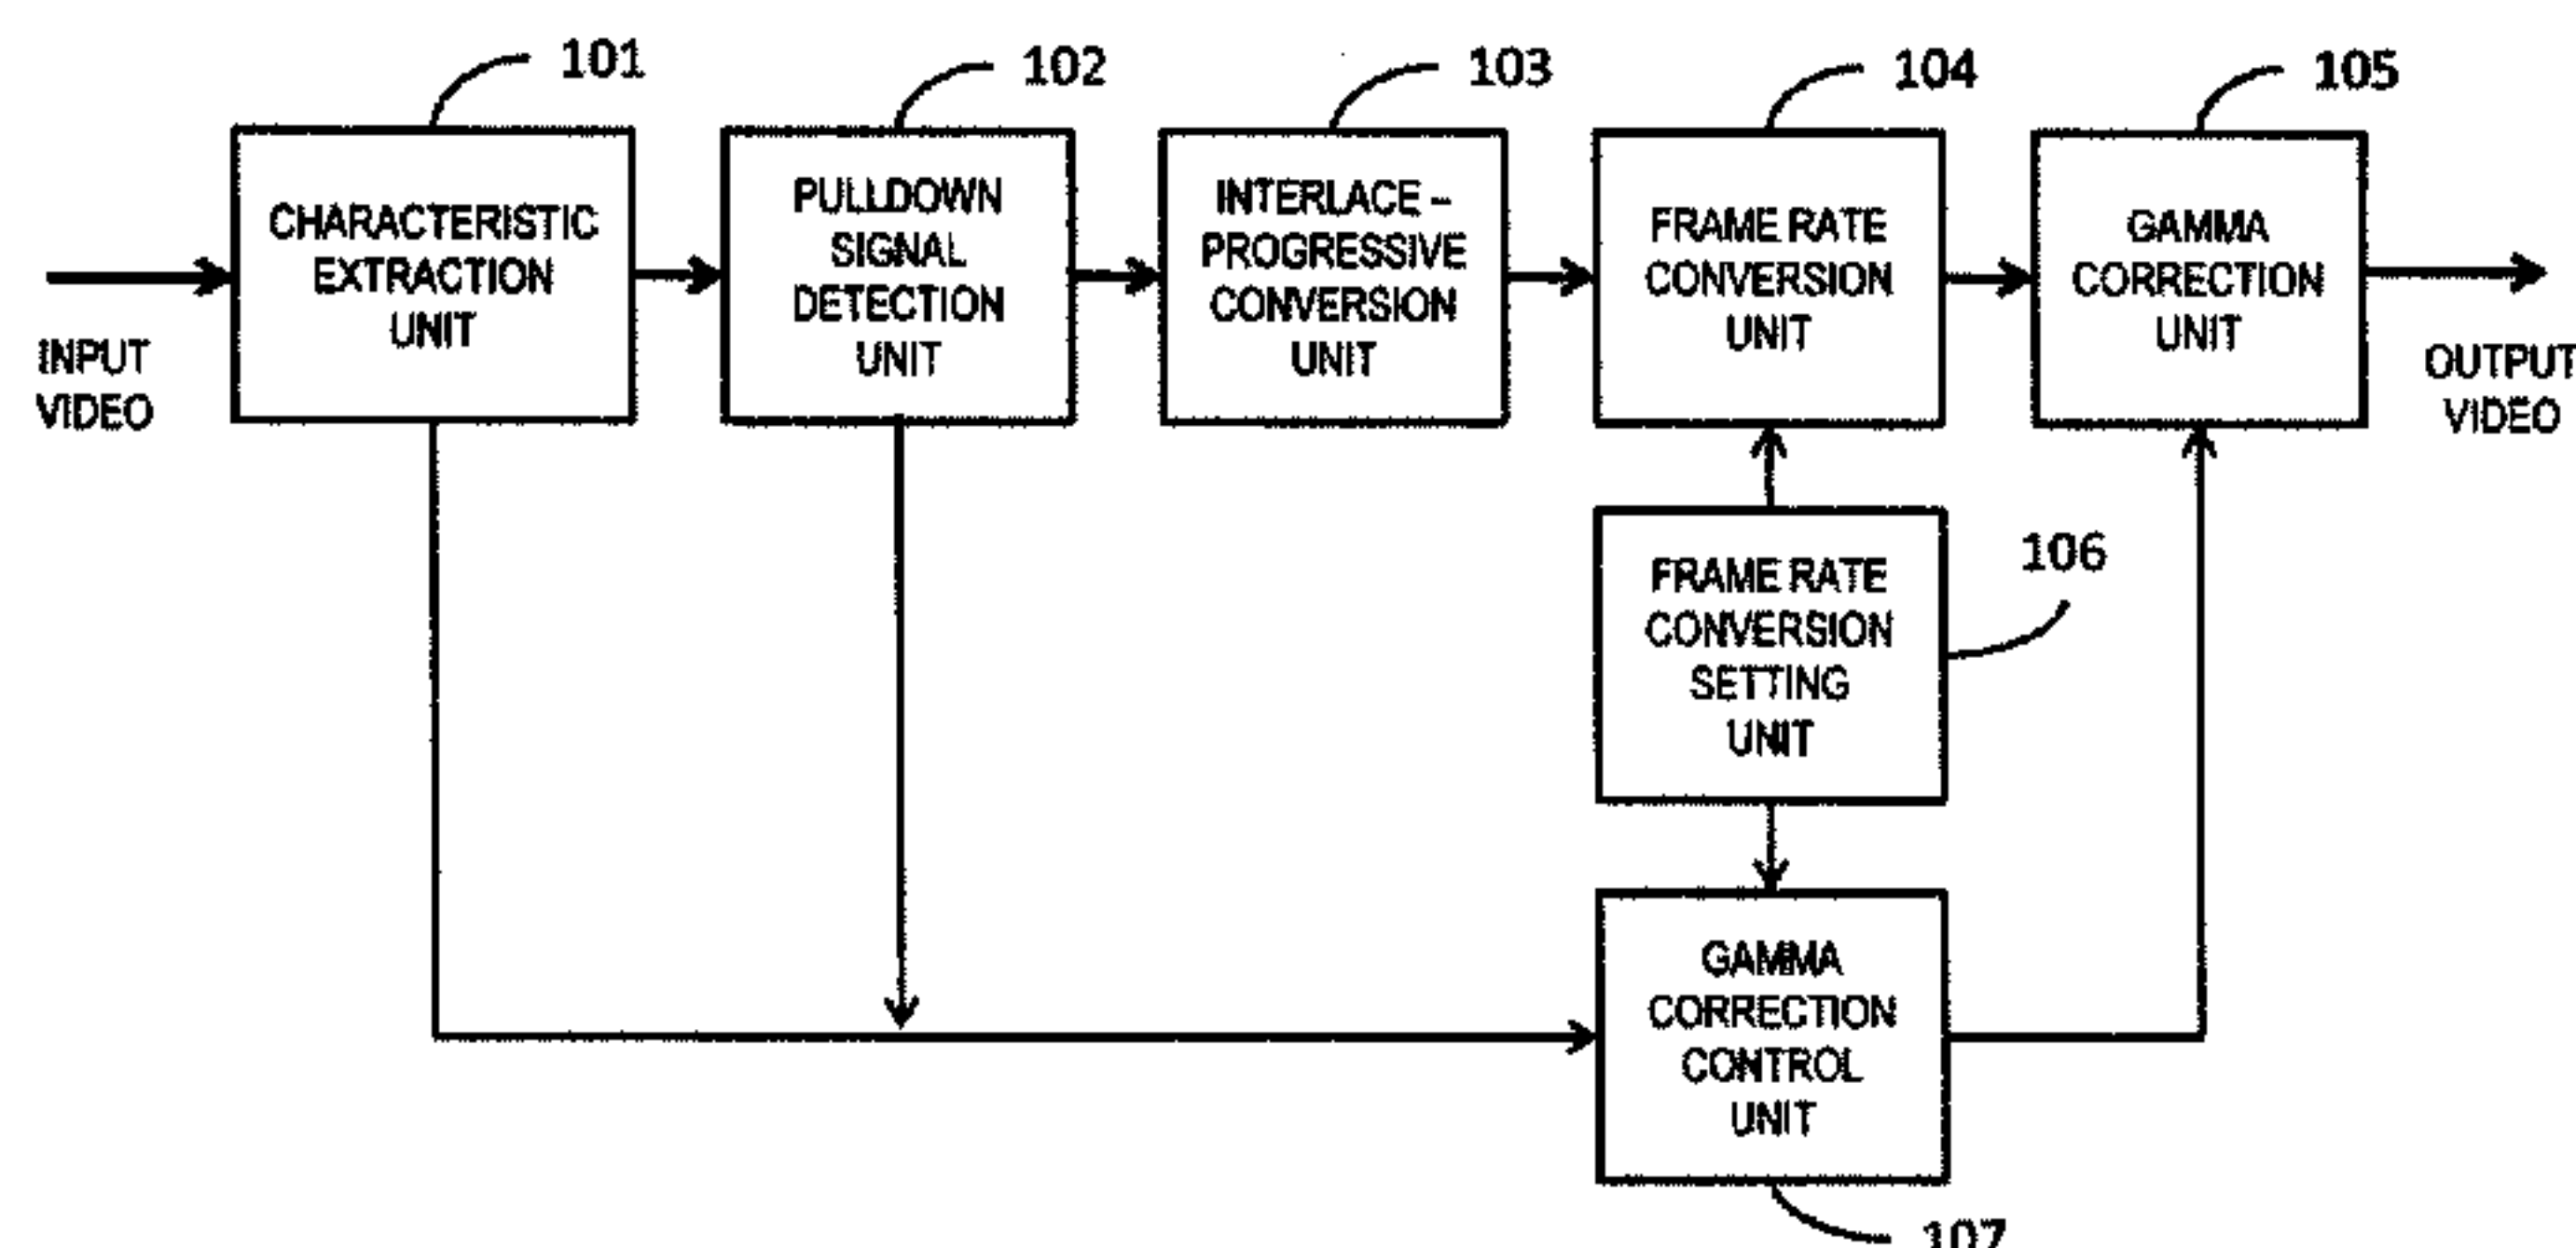 101
102
103
104
105
CHARACTERISTIC
EXTRACTION
UNIT
PULLDOWN
SIGNAL
DETECTION
UNIT
INTERLACE –
PROGRESSIVE
CONVERSION
UNIT
FRAME RATE
CONVERSION
UNIT
GAMMA
CORRECTION
UNIT
INPUT
VIDEO
OUTPUT
VIDEO
FRAME RATE
CONVERSION
SETTING
UNIT
106
GAMMA
CORRECTION
CONTROL
UNIT
107